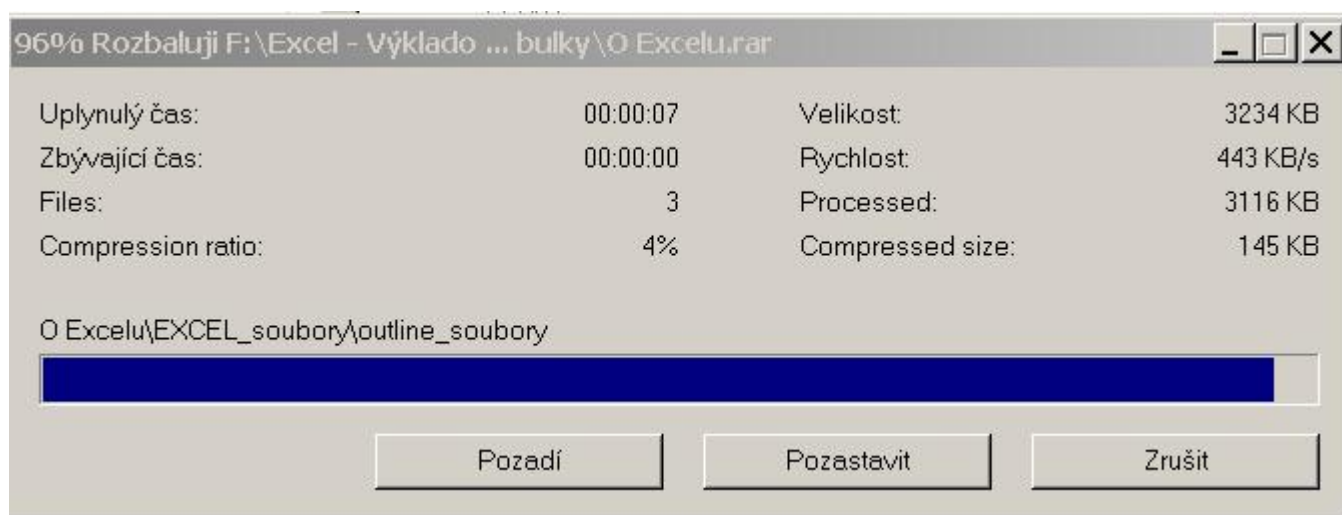 96% Rozbaluji F:\Excel - Výklado ... bulky\O Excelu.rar
Uplynulý čas: 00:00:07 Velikost: 3234 KB
Zbývající čas: 00:00:00 Rychlost: 443 KB/s
Files: 3 Processed: 3116 KB
Compression ratio: 4% Compressed size: 145 KB
O Excelu\EXCEL_soubory\outline_soubory
Pozadí Pozastavit Zrušit